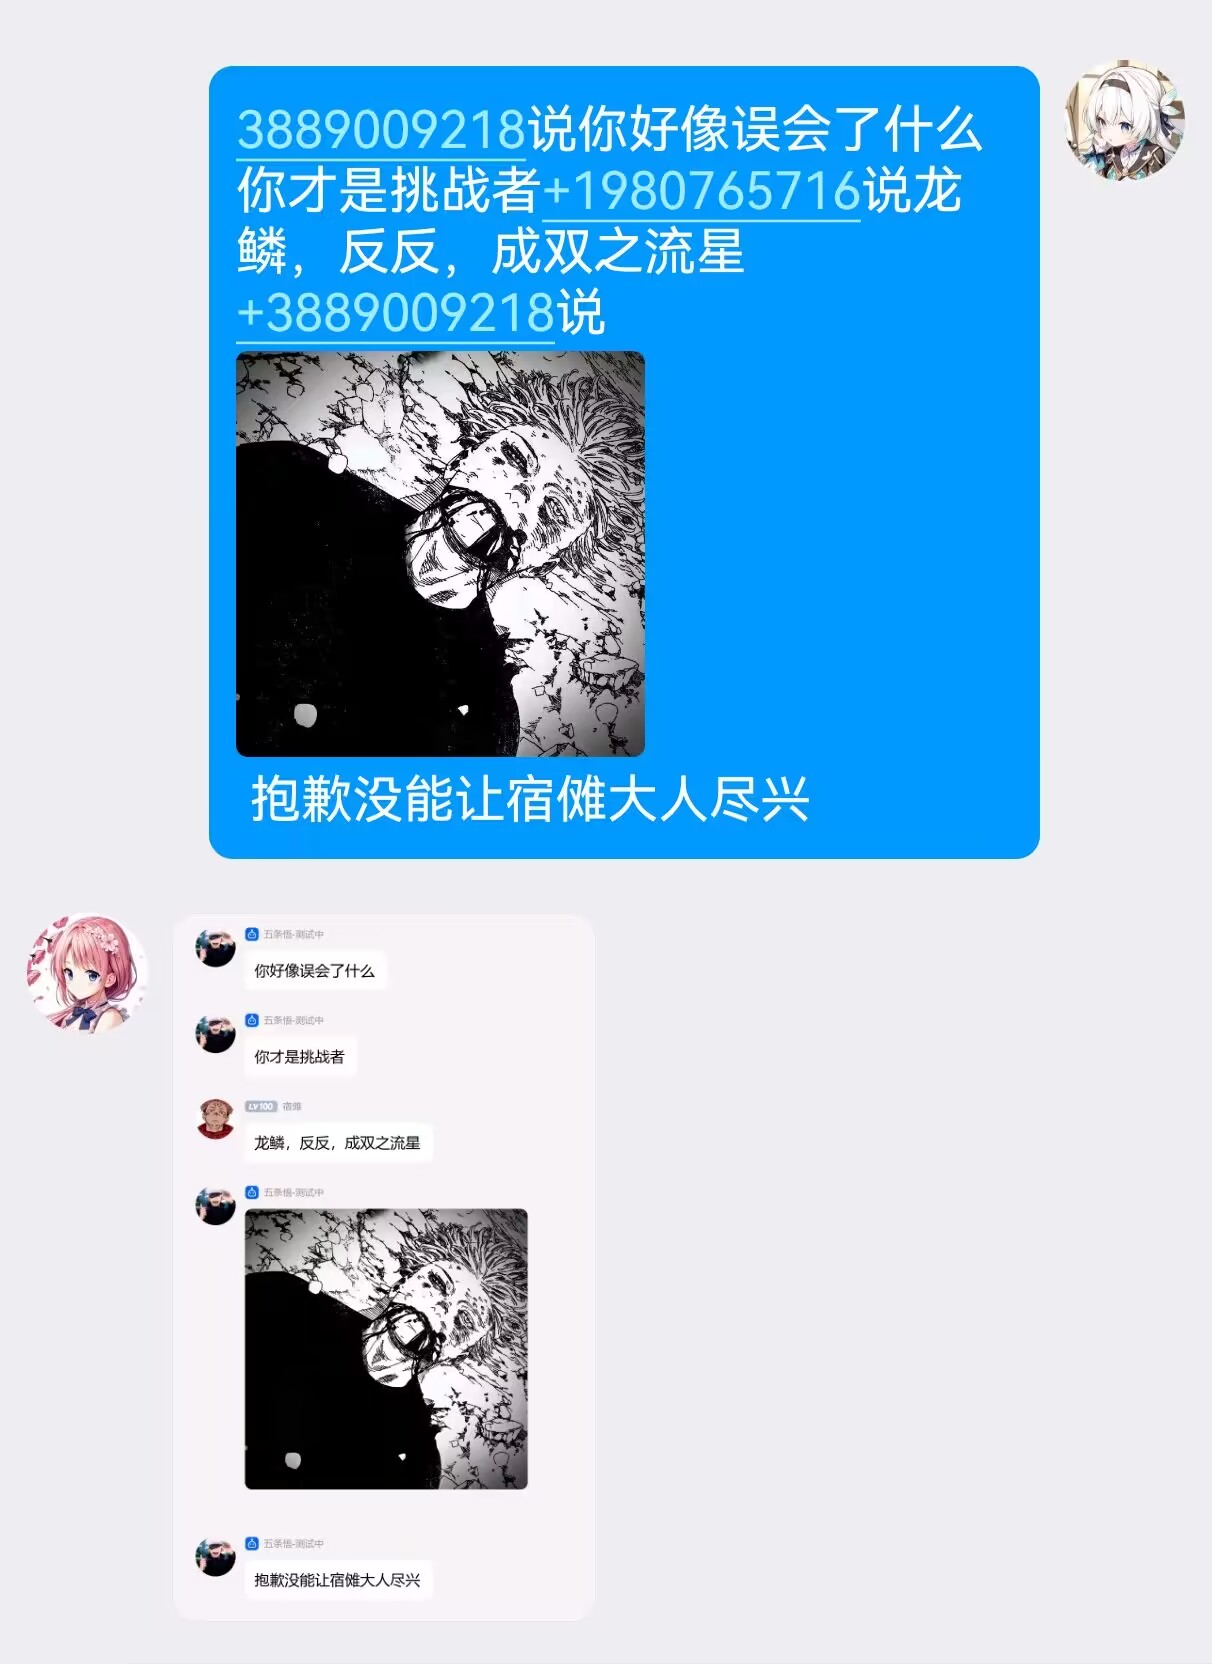 3889009218说你好像误会了什么
你才是挑战者+1980765716说龙
鳞，反反，成双之流星
+3889009218说
抱歉没能让宿傩大人尽兴
五条悟-测试中
你好像误会了什么
五条悟-测试中
你才是挑战者
LV100 宿傩
龙鳞，反反，成双之流星
五条悟-测试中
五条悟-测试中
抱歉没能让宿傩大人尽兴